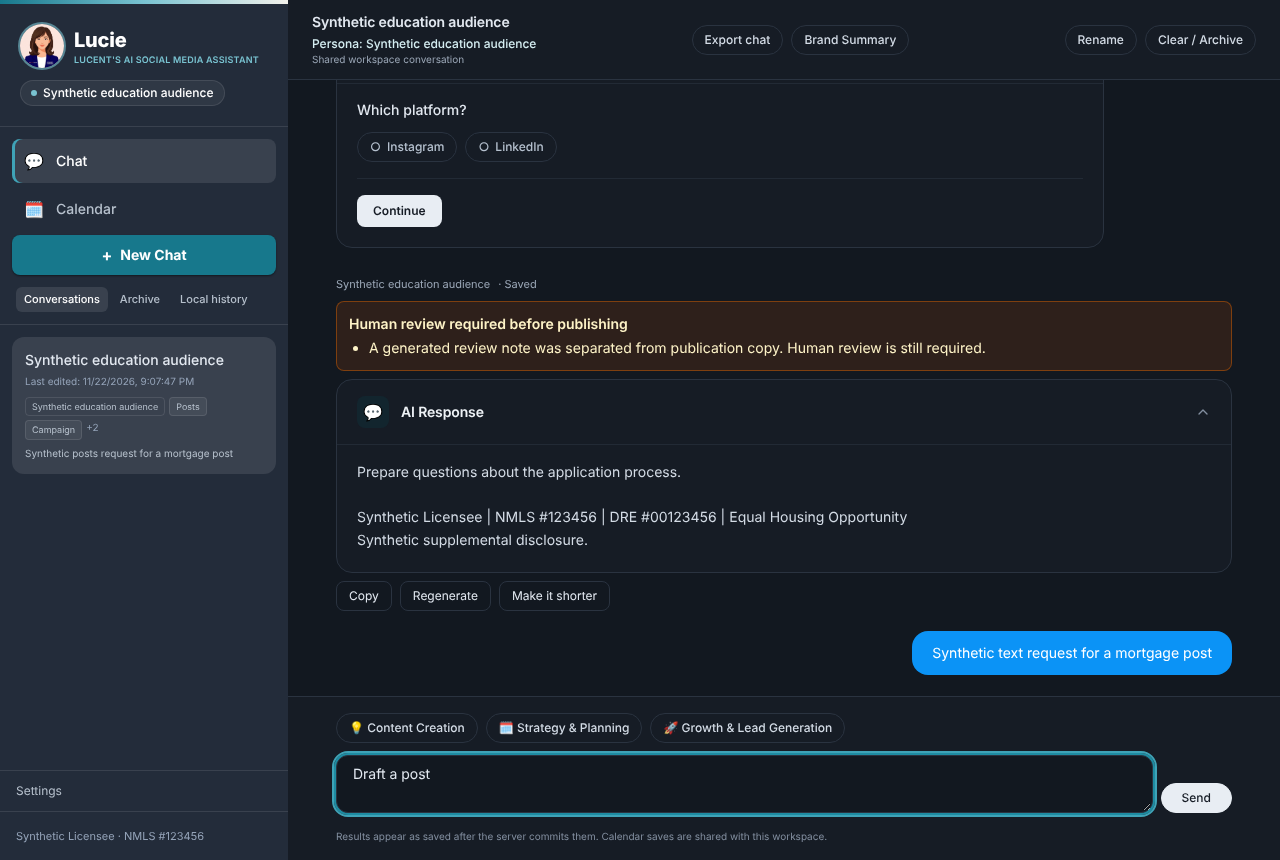 Lucie
LUCENT'S AI SOCIAL MEDIA ASSISTANT
Synthetic education audience
Chat
Calendar
+ New Chat
Conversations
Archive
Local history
Synthetic education audience
Last edited: 11/22/2026, 9:07:47 PM
Synthetic education audience
Posts
Campaign
+2
Synthetic posts request for a mortgage post
Settings
Synthetic Licensee · NMLS #123456
Synthetic education audience
Persona: Synthetic education audience
Shared workspace conversation
Export chat
Brand Summary
Rename
Clear / Archive
Which platform?
Instagram
LinkedIn
Continue
Synthetic education audience · Saved
Human review required before publishing
• A generated review note was separated from publication copy. Human review is still required.
AI Response
Prepare questions about the application process.
Synthetic Licensee | NMLS #123456 | DRE #00123456 | Equal Housing Opportunity
Synthetic supplemental disclosure.
Copy
Regenerate
Make it shorter
Synthetic text request for a mortgage post
Content Creation
Strategy & Planning
Growth & Lead Generation
Draft a post
Send
Results appear as saved after the server commits them. Calendar saves are shared with this workspace.